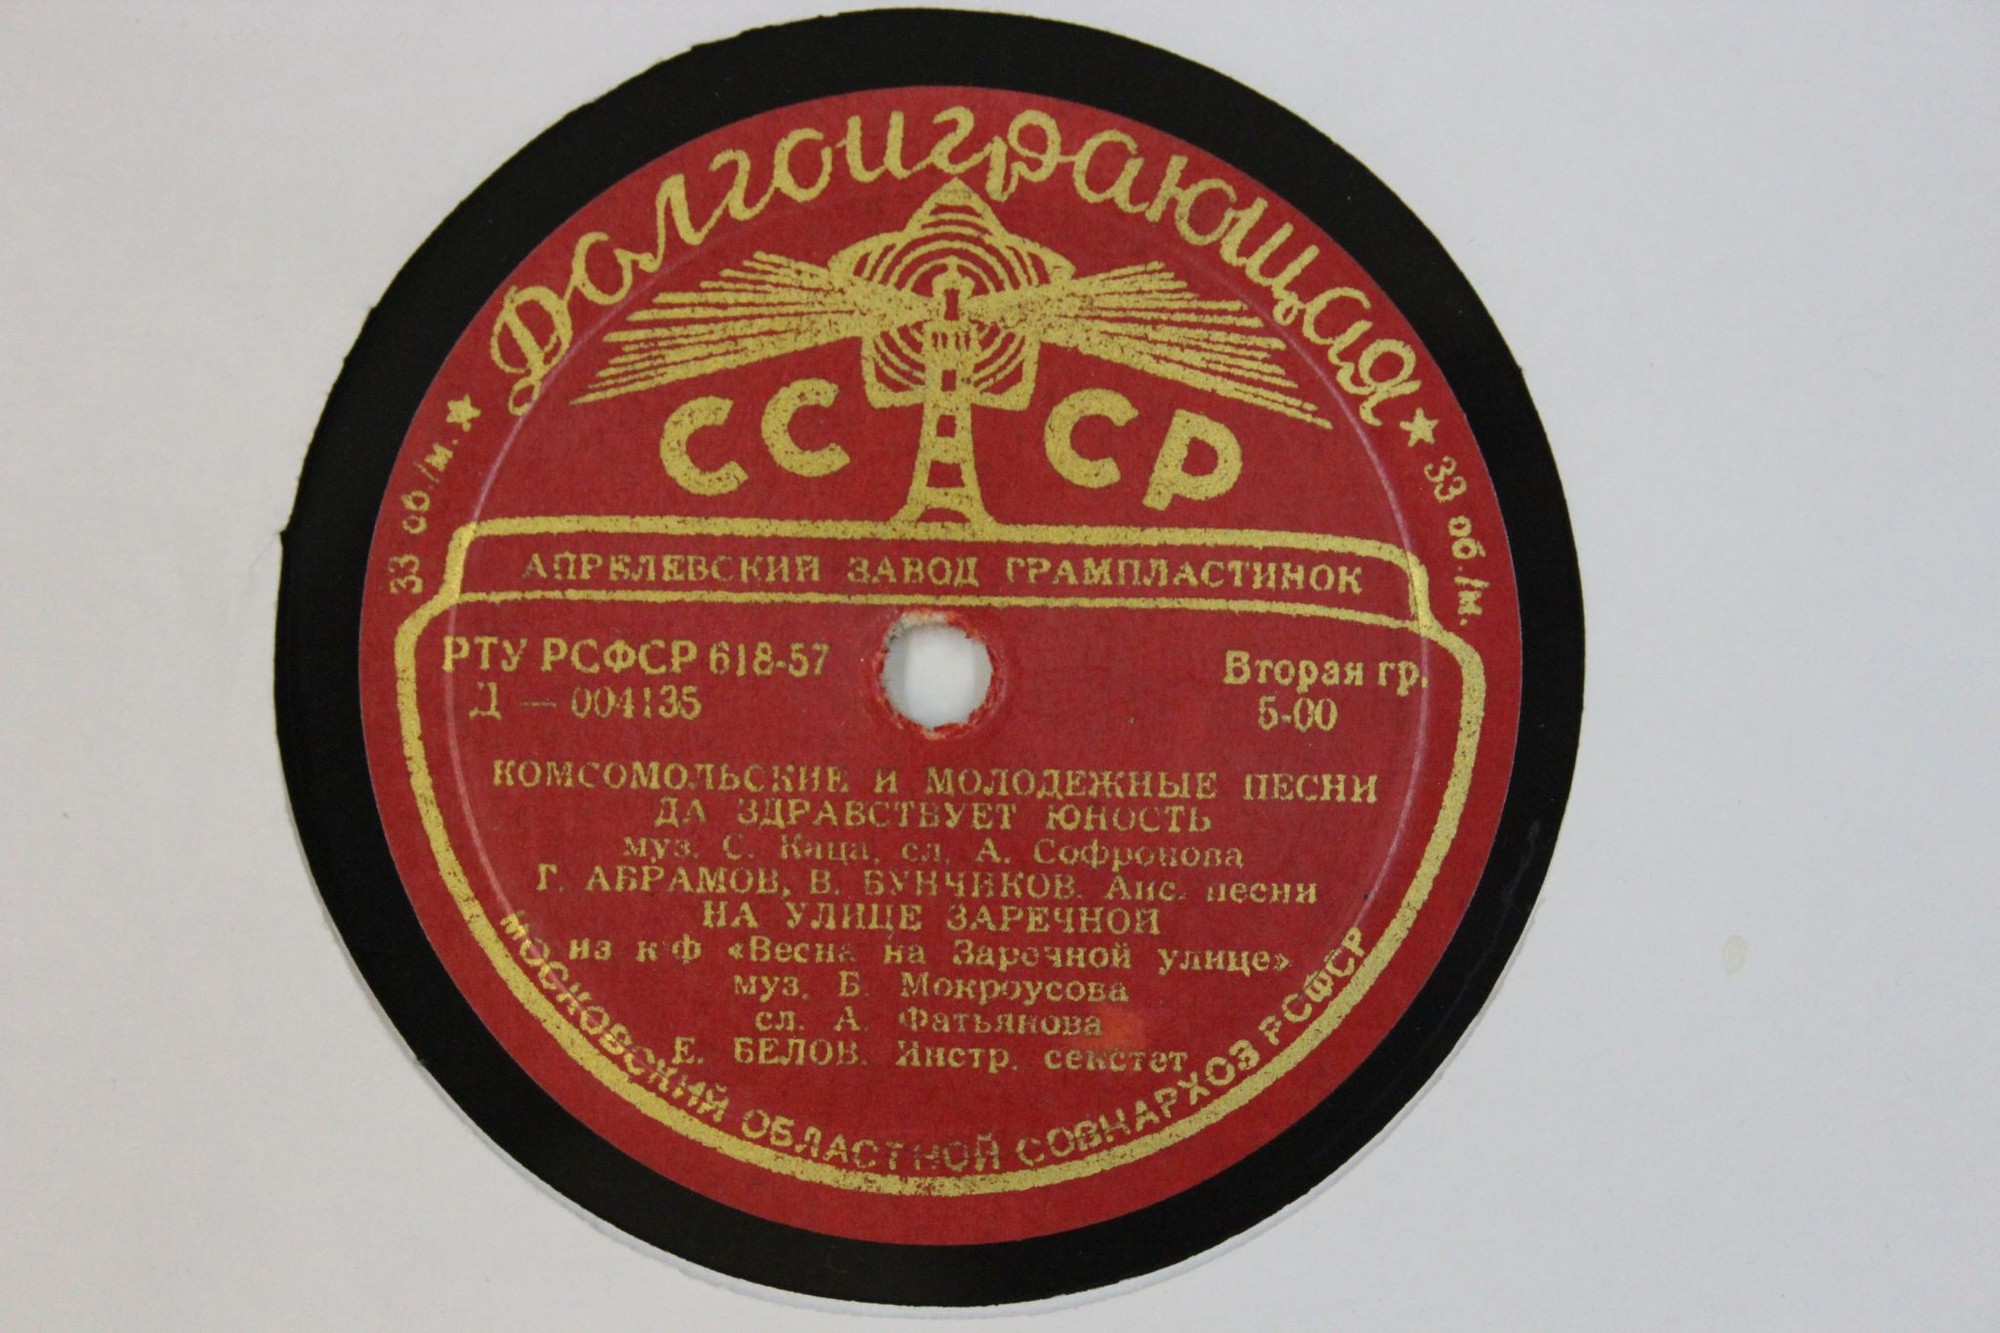 Долгоиграющая
★ 33 об./м.
33 об./м. ★
СССР
АПРЕЛЕВСКИЙ ЗАВОД ГРАМПЛАСТИНОК
РТУ РСФСР 618-57
Д — 004135
Вторая гр.
5-00
КОМСОМОЛЬСКИЕ И МОЛОДЕЖНЫЕ ПЕСНИ
ДА ЗДРАВСТВУЕТ ЮНОСТЬ
муз. С. Каца, сл. А. Софронова
Г. АБРАМОВ, В. БУНЧИКОВ. Анс. песни
НА УЛИЦЕ ЗАРЕЧНОЙ
из к/ф «Весна на Заречной улице»
муз. Б. Мокроусова
сл. А. Фатьянова
Е. БЕЛОВ. Инстр. секстет
МОСКОВСКИЙ ОБЛАСТНОЙ СОВНАРХОЗ РСФСР